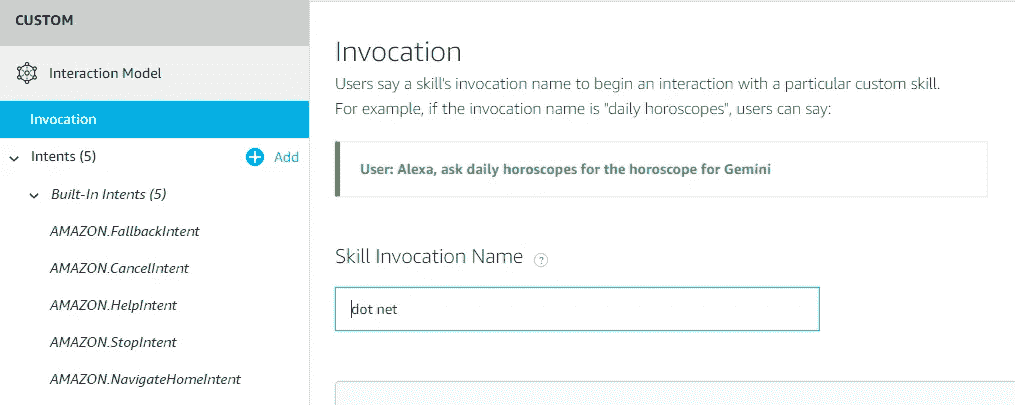 CUSTOM
Interaction Model
Invocation
Intents (5)
Add
Built-In Intents (5)
AMAZON.FallbackIntent
AMAZON.CancelIntent
AMAZON.HelpIntent
AMAZON.StopIntent
AMAZON.NavigateHomeIntent
Invocation
Users say a skill's invocation name to begin an interaction with a particular custom skill.
For example, if the invocation name is "daily horoscopes", users can say:
User: Alexa, ask daily horoscopes for the horoscope for Gemini
Skill Invocation Name ?
dot net